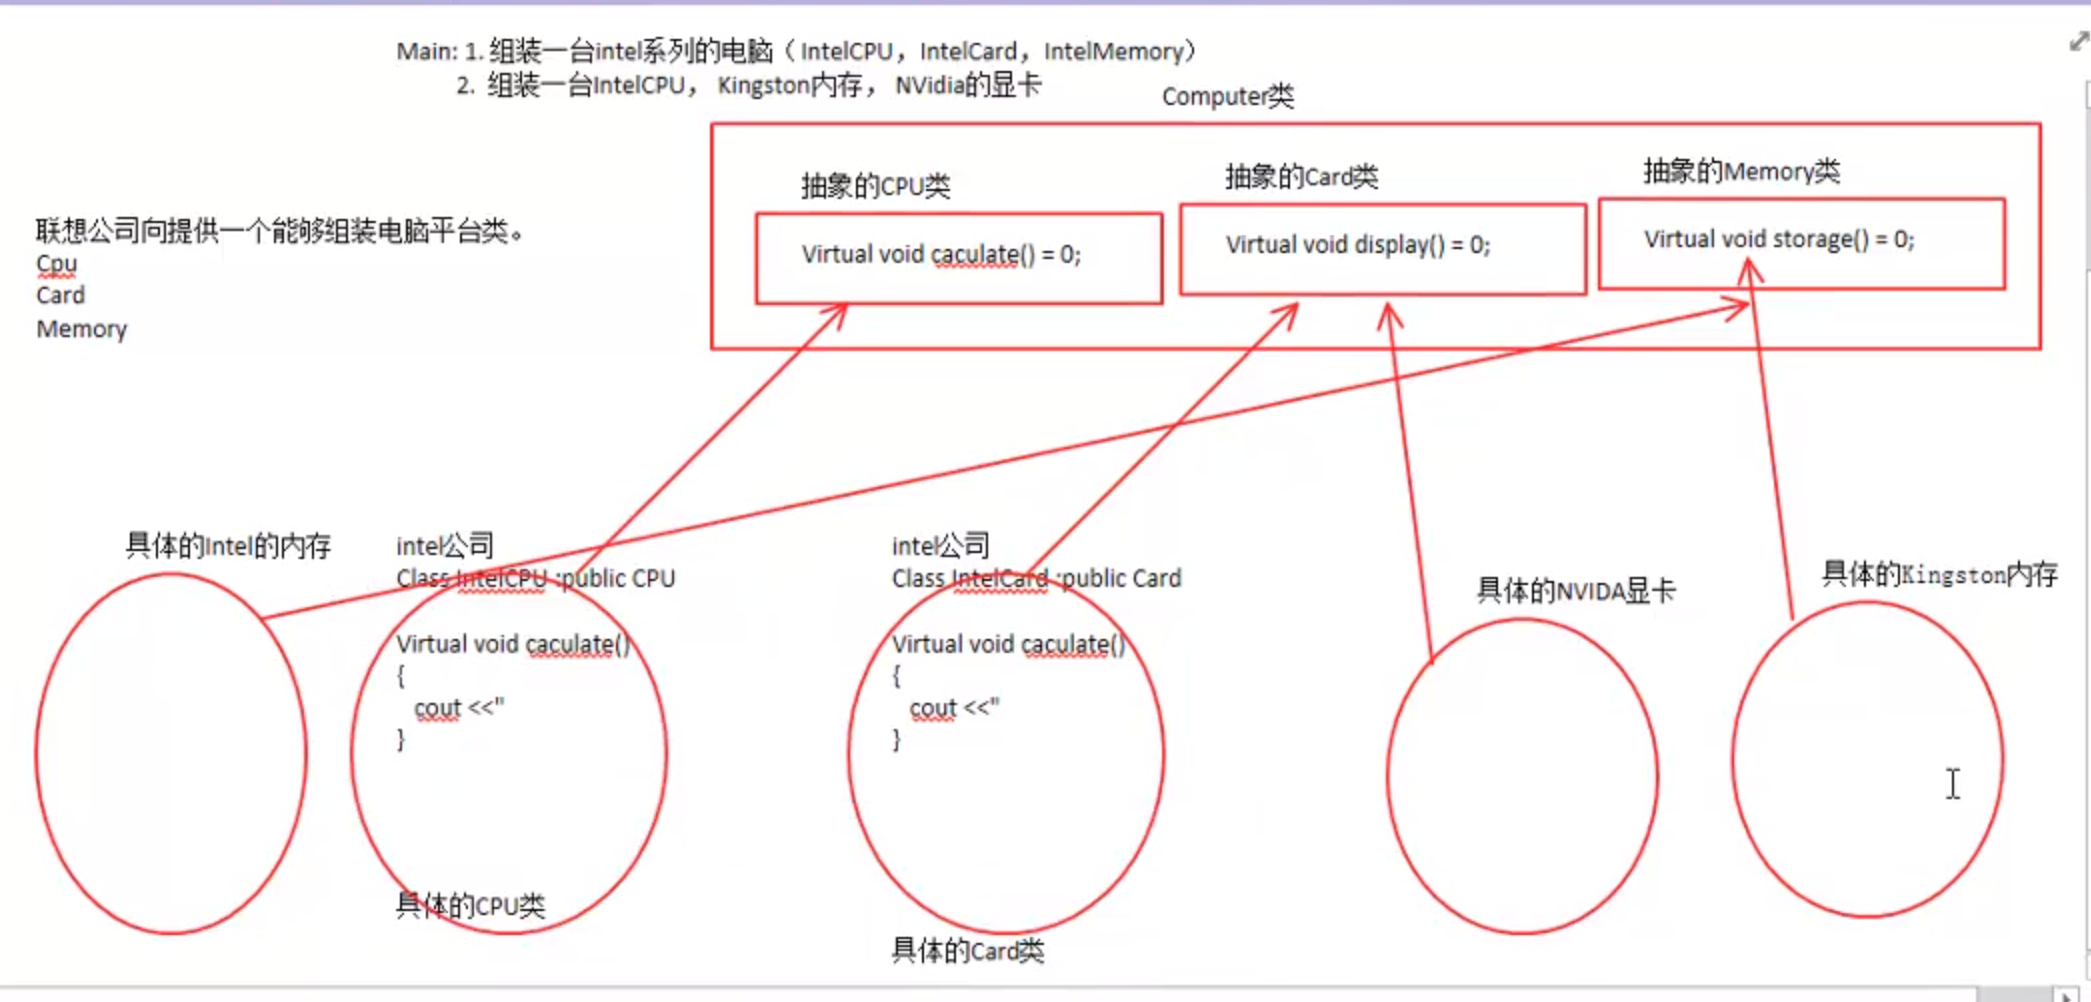 Main: 1. 组装一台intel系列的电脑（IntelCPU，IntelCard，IntelMemory）
2. 组装一台IntelCPU， Kingston内存， NVidia的显卡
Computer类
抽象的CPU类
Virtual void caculate() = 0;
抽象的Card类
Virtual void display() = 0;
抽象的Memory类
Virtual void storage() = 0;
联想公司向提供一个能够组装电脑平台类。
Cpu
Card
Memory
具体的Intel的内存
intel公司
Class IntelCPU :public CPU
Virtual void caculate()
{
cout <<"
}
具体的CPU类
intel公司
Class IntelCard :public Card
Virtual void caculate()
{
cout <<"
}
具体的Card类
具体的NVIDA显卡
具体的Kingston内存